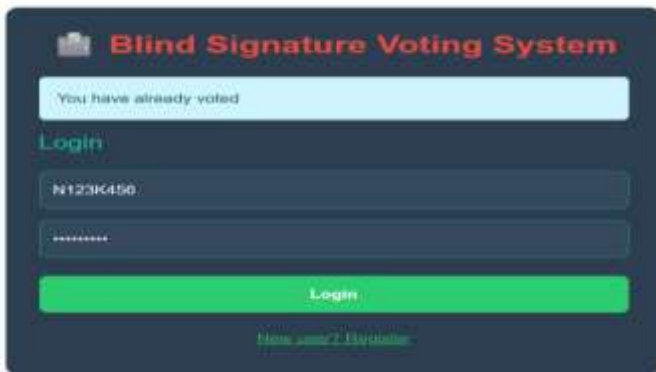 Blind Signature Voting System
You have already voted
Login
N123K456
•••••••••
Login
New user? Register